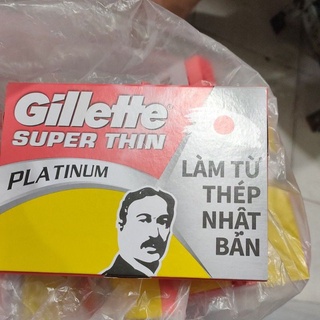 Gillette
SUPER THIN
PLATINUM
LÀM TỪ
THÉP
NHẬT
BẢN